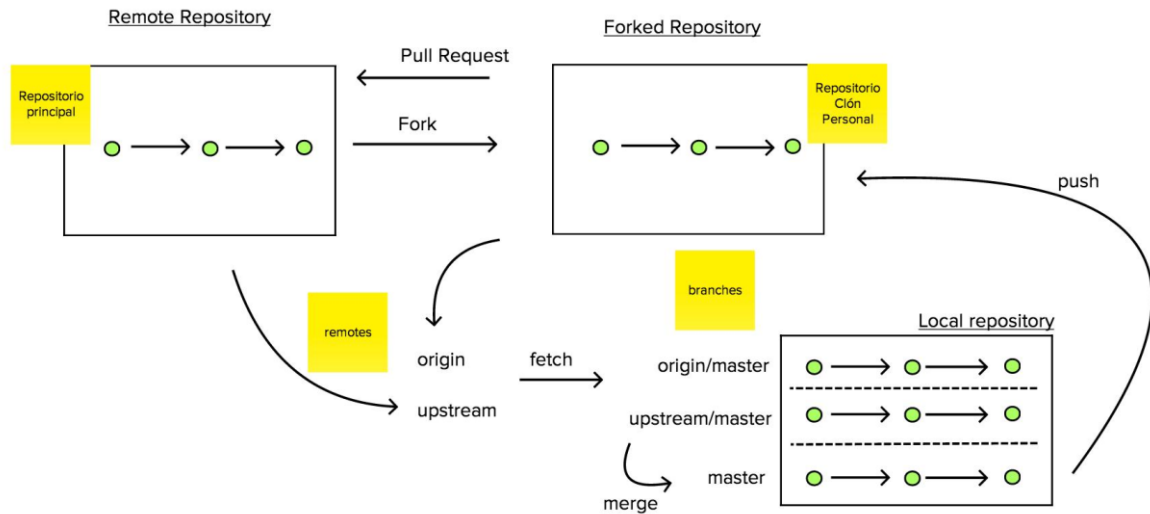 Remote Repository
Forked Repository
Pull Request
Repositorio
principal
Repositorio
Clón
Personal
Fork
push
remotes
branches
Local repository
origin
fetch
origin/master
upstream
upstream/master
master
merge